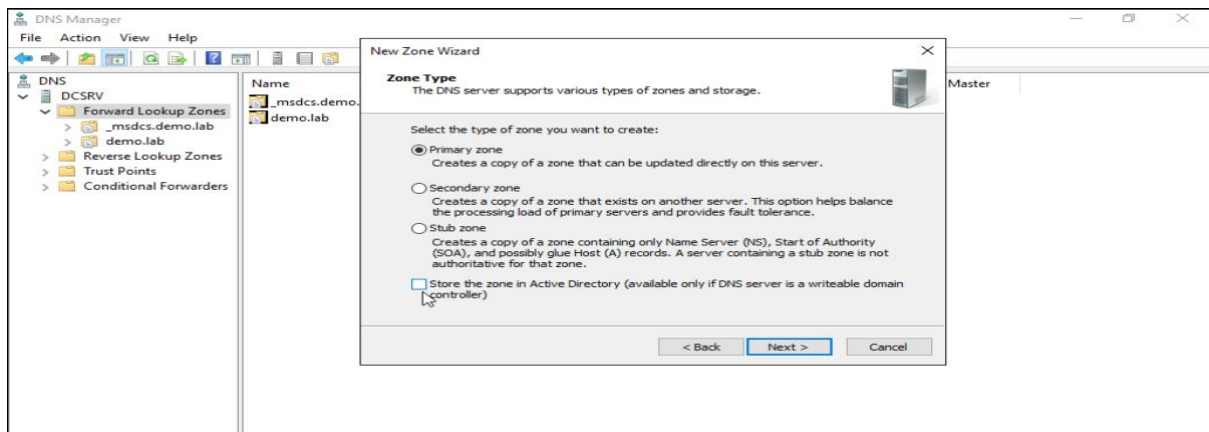 DNS Manager
File Action View Help
DNS
DCSRV
Forward Lookup Zones
_msdcs.demo.lab
demo.lab
Reverse Lookup Zones
Trust Points
Conditional Forwarders
Name
_msdcs.demo.
demo.lab
Master
New Zone Wizard
Zone Type
The DNS server supports various types of zones and storage.
Select the type of zone you want to create:
Primary zone
Creates a copy of a zone that can be updated directly on this server.
Secondary zone
Creates a copy of a zone that exists on another server. This option helps balance
the processing load of primary servers and provides fault tolerance.
Stub zone
Creates a copy of a zone containing only Name Server (NS), Start of Authority
(SOA), and possibly glue Host (A) records. A server containing a stub zone is not
authoritative for that zone.
Store the zone in Active Directory (available only if DNS server is a writeable domain
controller)
< Back Next > Cancel